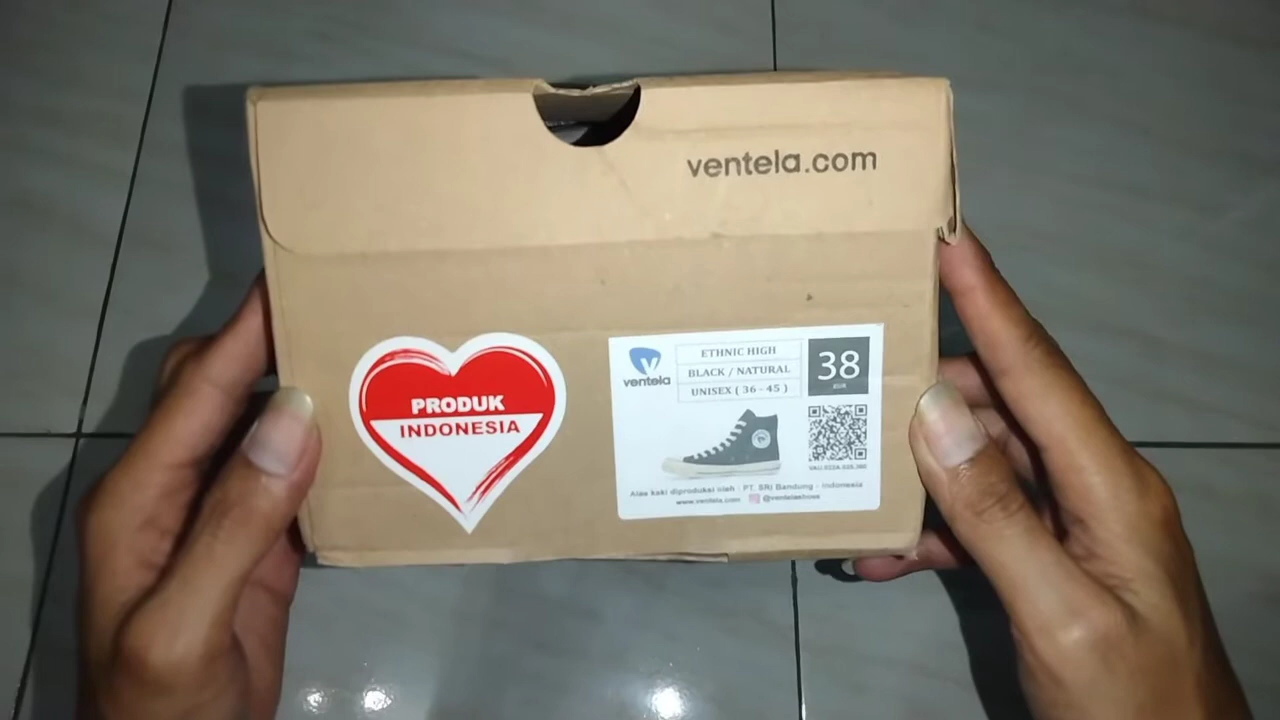 ventela.com
PRODUK
INDONESIA
ventela
ETHNIC HIGH
BLACK / NATURAL
UNISEX ( 36 - 45 )
38
EUR
Alas kaki diproduksi oleh : PT. SRI Bandung - Indonesia
www.ventela.com @ventelashoes